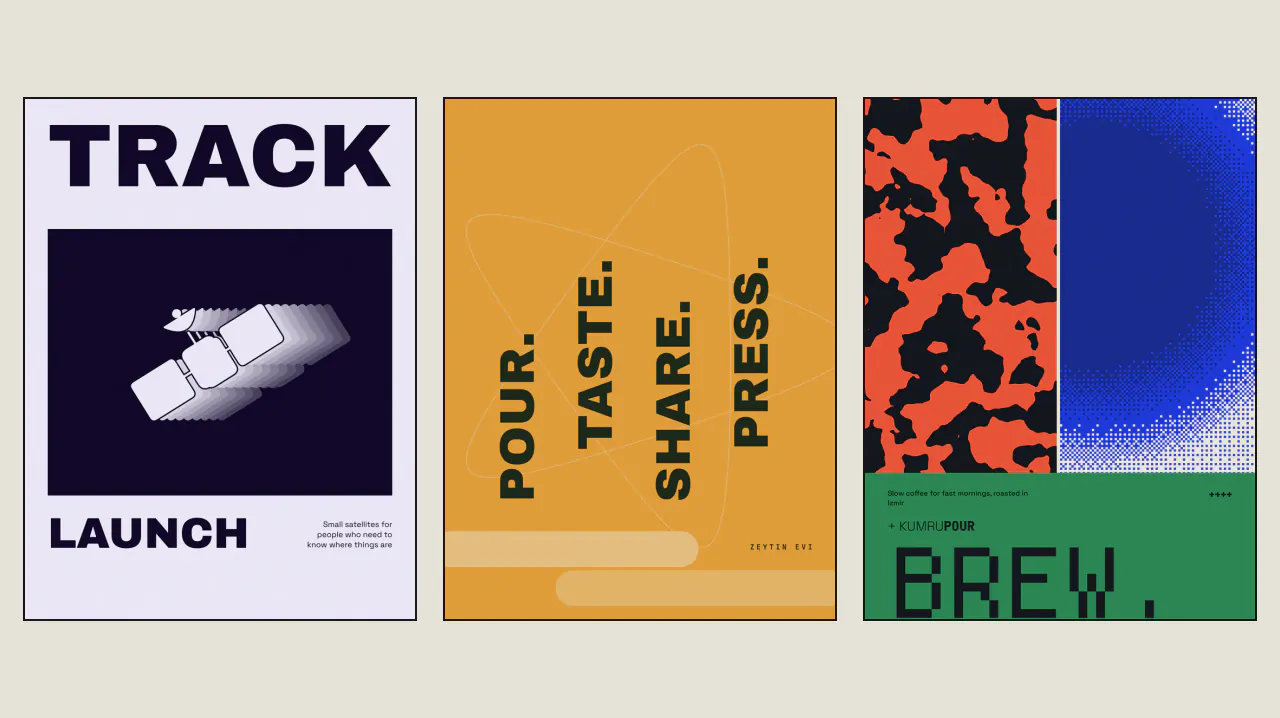 TRACK
LAUNCH
Small satellites for
people who need to
know where things are
POUR.
TASTE.
SHARE.
PRESS.
ZEYTIN EVI
Slow coffee for fast mornings, roasted in
Izmir
++++
+ KUMRUPOUR
BREW.